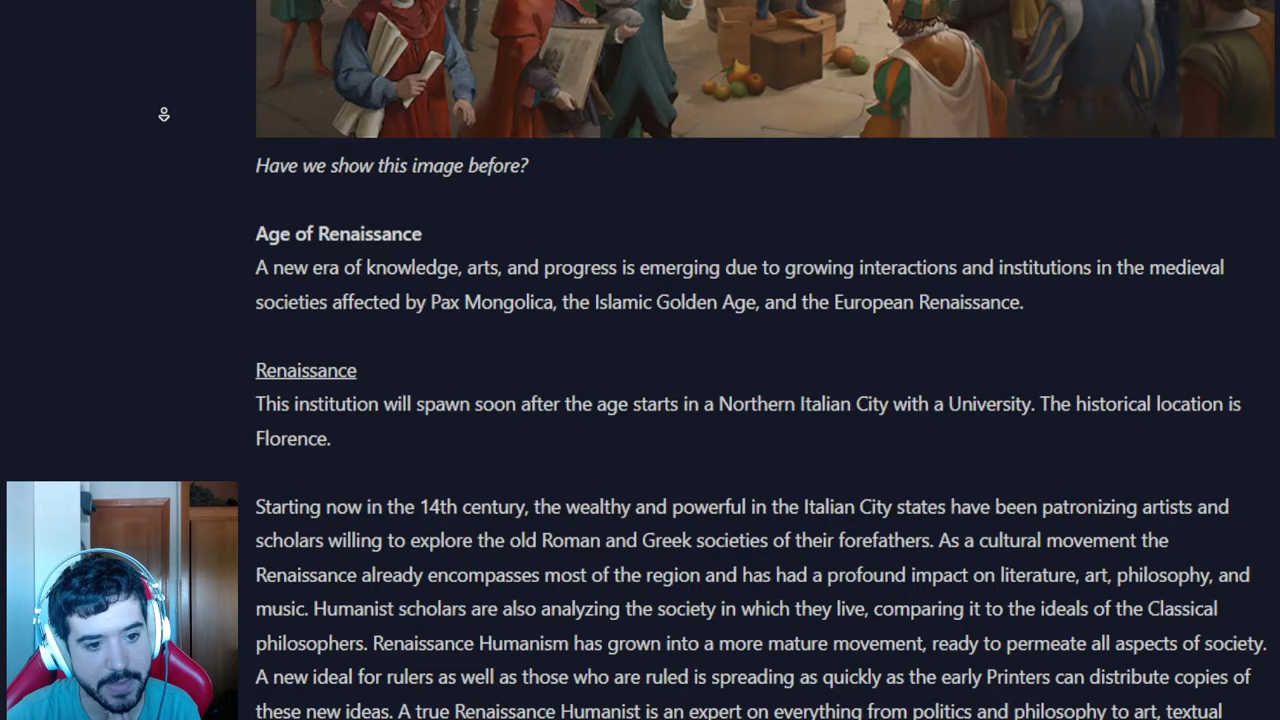 Have we show this image before?
Age of Renaissance
A new era of knowledge, arts, and progress is emerging due to growing interactions and institutions in the medieval
societies affected by Pax Mongolica, the Islamic Golden Age, and the European Renaissance.
Renaissance
This institution will spawn soon after the age starts in a Northern Italian City with a University. The historical location is
Florence.
Starting now in the 14th century, the wealthy and powerful in the Italian City states have been patronizing artists and
scholars willing to explore the old Roman and Greek societies of their forefathers. As a cultural movement the
Renaissance already encompasses most of the region and has had a profound impact on literature, art, philosophy, and
music. Humanist scholars are also analyzing the society in which they live, comparing it to the ideals of the Classical
philosophers. Renaissance Humanism has grown into a more mature movement, ready to permeate all aspects of society.
A new ideal for rulers as well as those who are ruled is spreading as quickly as the early Printers can distribute copies of
these new ideas. A true Renaissance Humanist is an expert on everything from politics and philosophy to art, textual